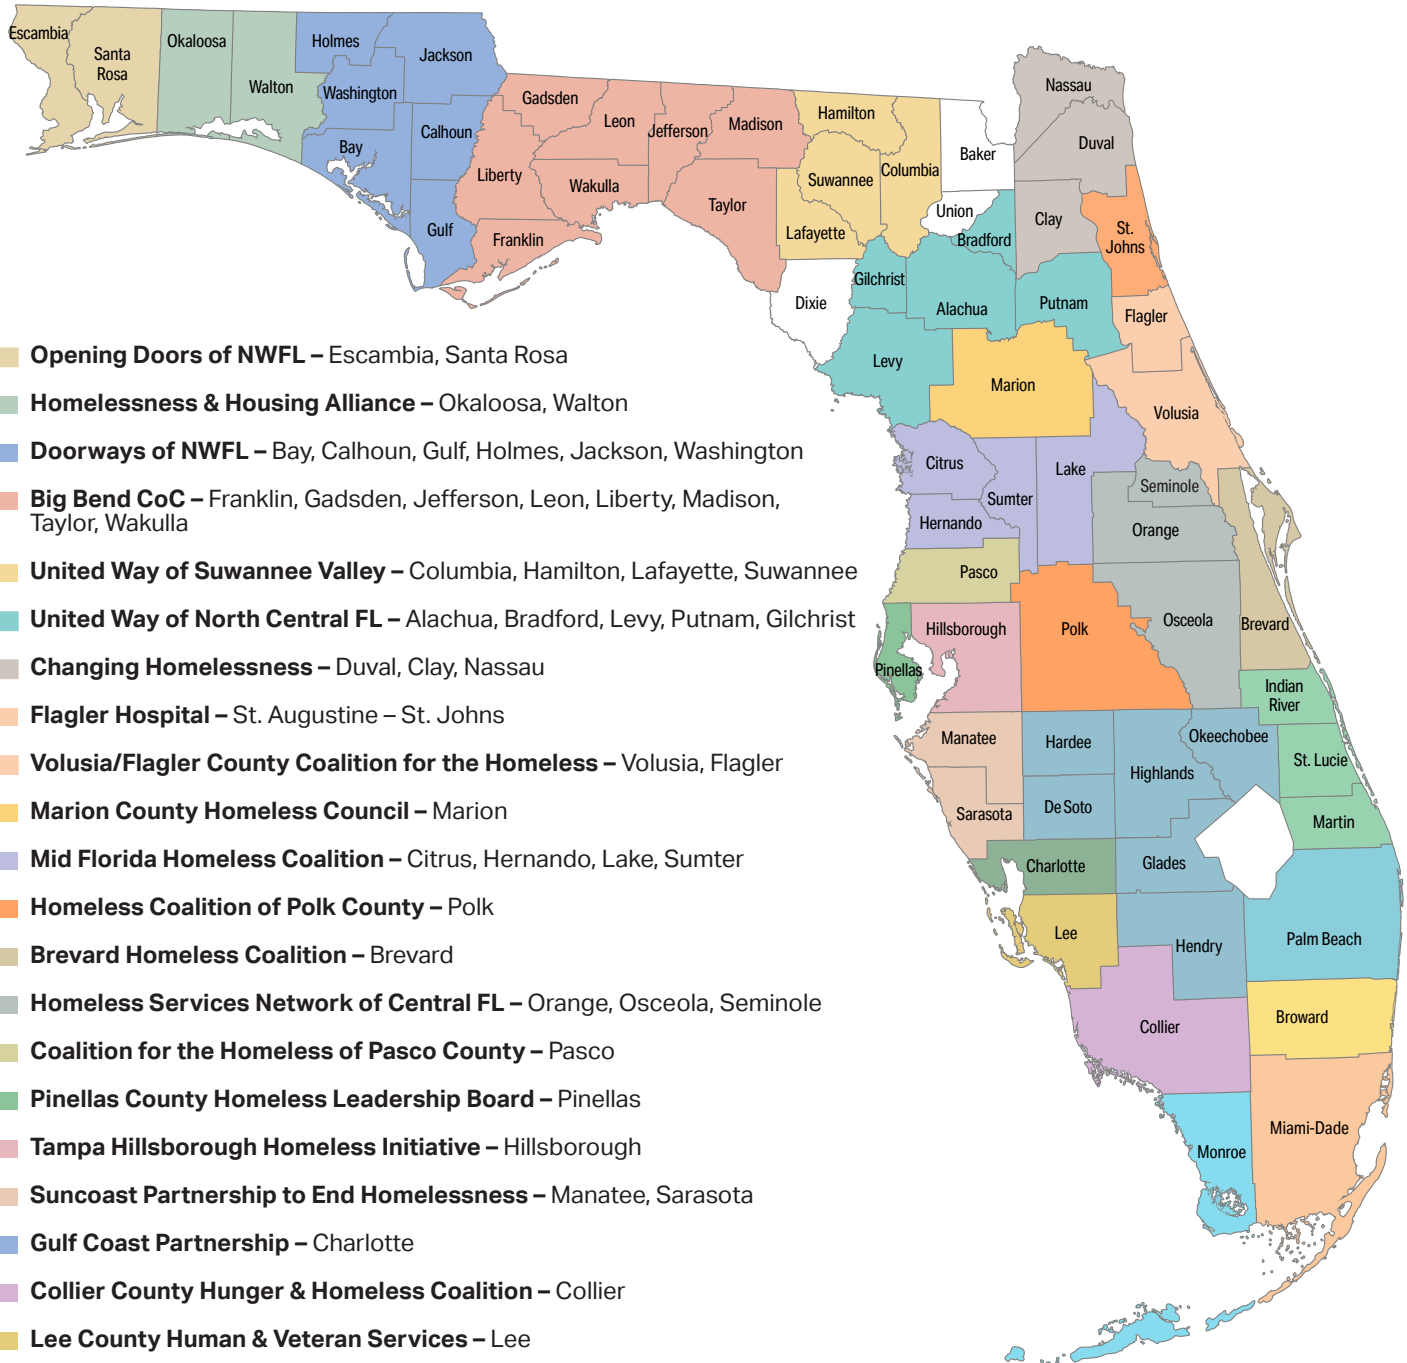 Escambia
Santa
Rosa
Okaloosa
Walton
Holmes
Jackson
Washington
Bay
Calhoun
Gulf
Gadsden
Leon
Jefferson
Madison
Liberty
Wakulla
Franklin
Taylor
Hamilton
Suwannee
Columbia
Lafayette
Baker
Union
Bradford
Nassau
Duval
Clay
St.
Johns
Gilchrist
Dixie
Alachua
Putnam
Flagler
Levy
Marion
Volusia
Citrus
Sumter
Lake
Seminole
Hernando
Orange
Pasco
Hillsborough
Polk
Osceola
Brevard
Pinellas
Indian
River
Manatee
Hardee
Okeechobee
Highlands
St. Lucie
Sarasota
De Soto
Martin
Charlotte
Glades
Lee
Hendry
Palm Beach
Collier
Broward
Miami-Dade
Monroe
Opening Doors of NWFL – Escambia, Santa Rosa
Homelessness & Housing Alliance – Okaloosa, Walton
Doorways of NWFL – Bay, Calhoun, Gulf, Holmes, Jackson, Washington
Big Bend CoC – Franklin, Gadsden, Jefferson, Leon, Liberty, Madison,
Taylor, Wakulla
United Way of Suwannee Valley – Columbia, Hamilton, Lafayette, Suwannee
United Way of North Central FL – Alachua, Bradford, Levy, Putnam, Gilchrist
Changing Homelessness – Duval, Clay, Nassau
Flagler Hospital – St. Augustine – St. Johns
Volusia/Flagler County Coalition for the Homeless – Volusia, Flagler
Marion County Homeless Council – Marion
Mid Florida Homeless Coalition – Citrus, Hernando, Lake, Sumter
Homeless Coalition of Polk County – Polk
Brevard Homeless Coalition – Brevard
Homeless Services Network of Central FL – Orange, Osceola, Seminole
Coalition for the Homeless of Pasco County – Pasco
Pinellas County Homeless Leadership Board – Pinellas
Tampa Hillsborough Homeless Initiative – Hillsborough
Suncoast Partnership to End Homelessness – Manatee, Sarasota
Gulf Coast Partnership – Charlotte
Collier County Hunger & Homeless Coalition – Collier
Lee County Human & Veteran Services – Lee